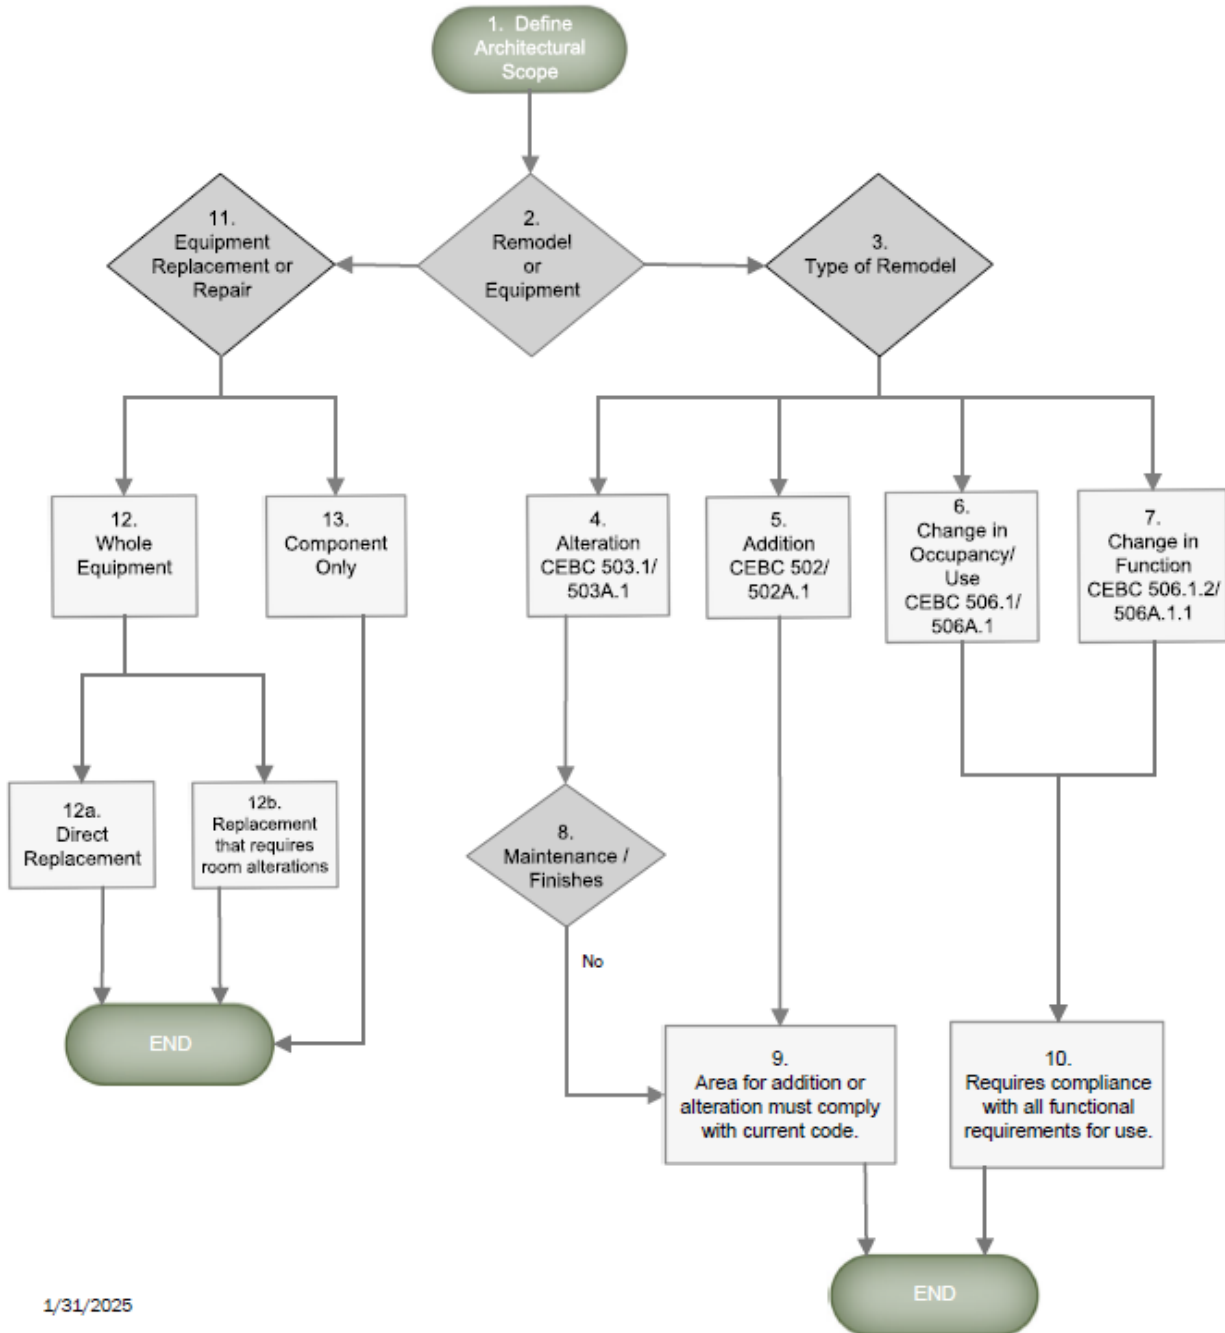 1. Define
Architectural
Scope
11.
Equipment
Replacement or
Repair
2.
Remodel
or
Equipment
3.
Type of Remodel
12.
Whole
Equipment
13.
Component
Only
4.
Alteration
CEBC 503.1/
503A.1
5.
Addition
CEBC 502/
502A.1
6.
Change in
Occupancy/
Use
CEBC 506.1/
506A.1
7.
Change in
Function
CEBC 506.1.2/
506A.1.1
12a.
Direct
Replacement
12b.
Replacement
that requires
room alterations
8.
Maintenance /
Finishes
No
END
9.
Area for addition or
alteration must comply
with current code.
10.
Requires compliance
with all functional
requirements for use.
END
1/31/2025